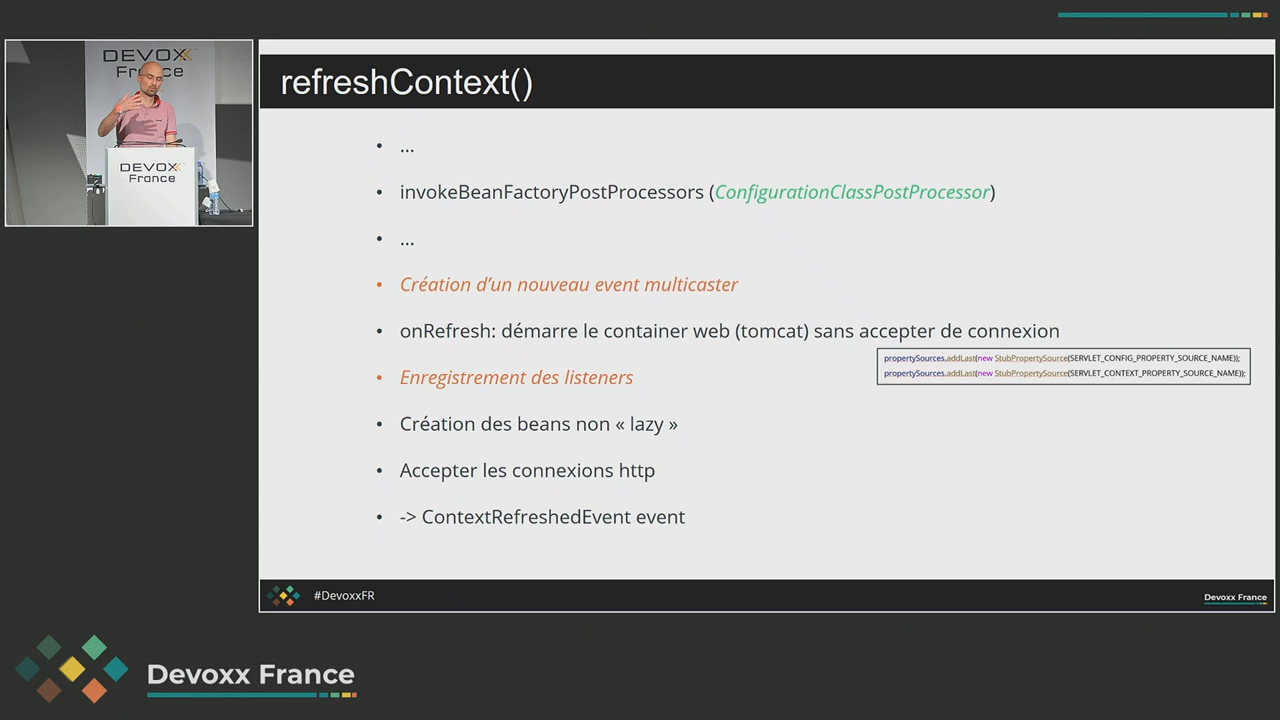 DEVOXX
France
DEVOXX
France
refreshContext()
• ...
• invokeBeanFactoryPostProcessors (ConfigurationClassPostProcessor)
• ...
• Création d’un nouveau event multicaster
• onRefresh: démarre le container web (tomcat) sans accepter de connexion
propertySources.addLast(new StubPropertySource(SERVLET_CONFIG_PROPERTY_SOURCE_NAME));
propertySources.addLast(new StubPropertySource(SERVLET_CONTEXT_PROPERTY_SOURCE_NAME));
• Enregistrement des listeners
• Création des beans non « lazy »
• Accepter les connexions http
• -> ContextRefreshedEvent event
#DevoxxFR
Devoxx France
Devoxx France